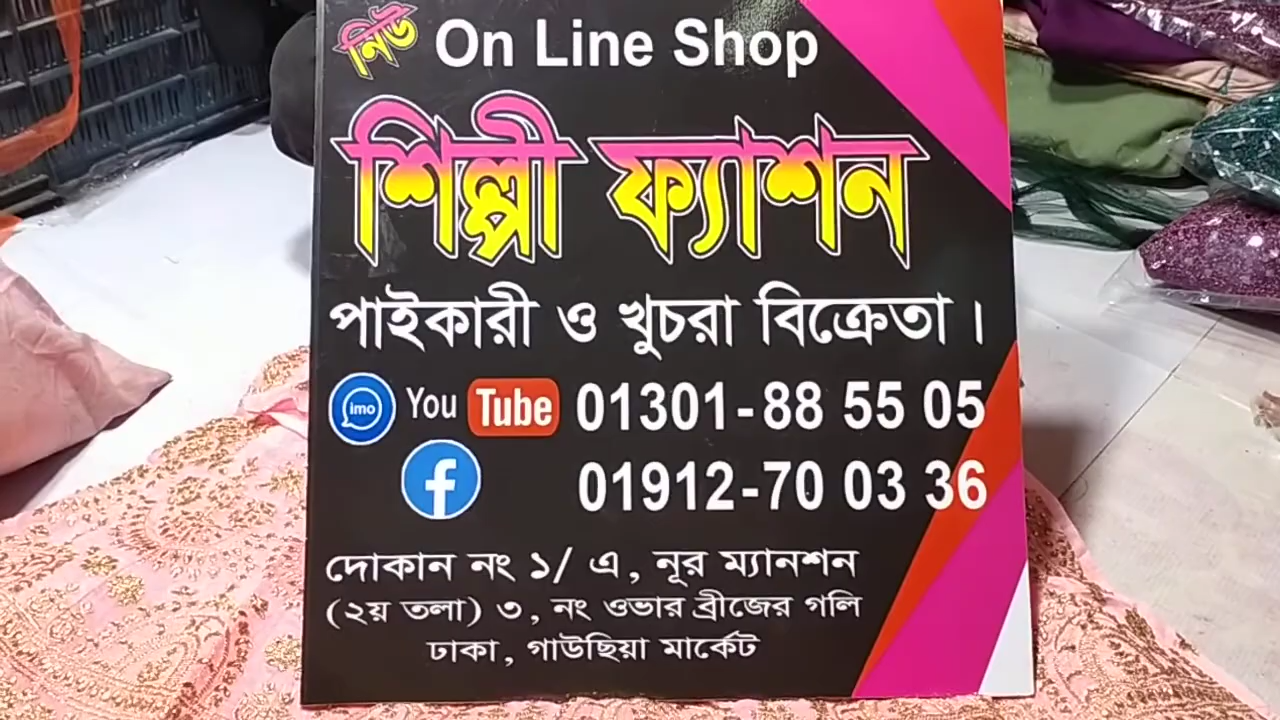 নিউ On Line Shop
শিল্পী ফ্যাশন
পাইকারী ও খুচরা বিক্রেতা।
imo You Tube 01301-88 55 05
f 01912-70 03 36
দোকান নং ১/ এ, নূর ম্যানশন
(২য় তলা) ৩, নং ওভার ব্রীজের গলি
ঢাকা, গাউছিয়া মার্কেট